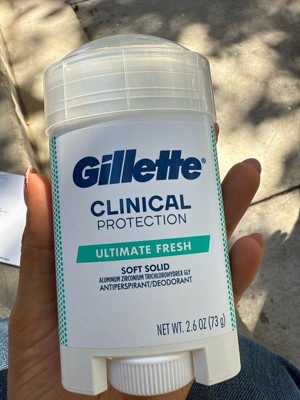 Gillette®
CLINICAL
PROTECTION
ULTIMATE FRESH
SOFT SOLID
ALUMINUM ZIRCONIUM TRICHLOROHYDREX GLY
ANTIPERSPIRANT/DEODORANT
NET WT. 2.6 OZ (73 g)